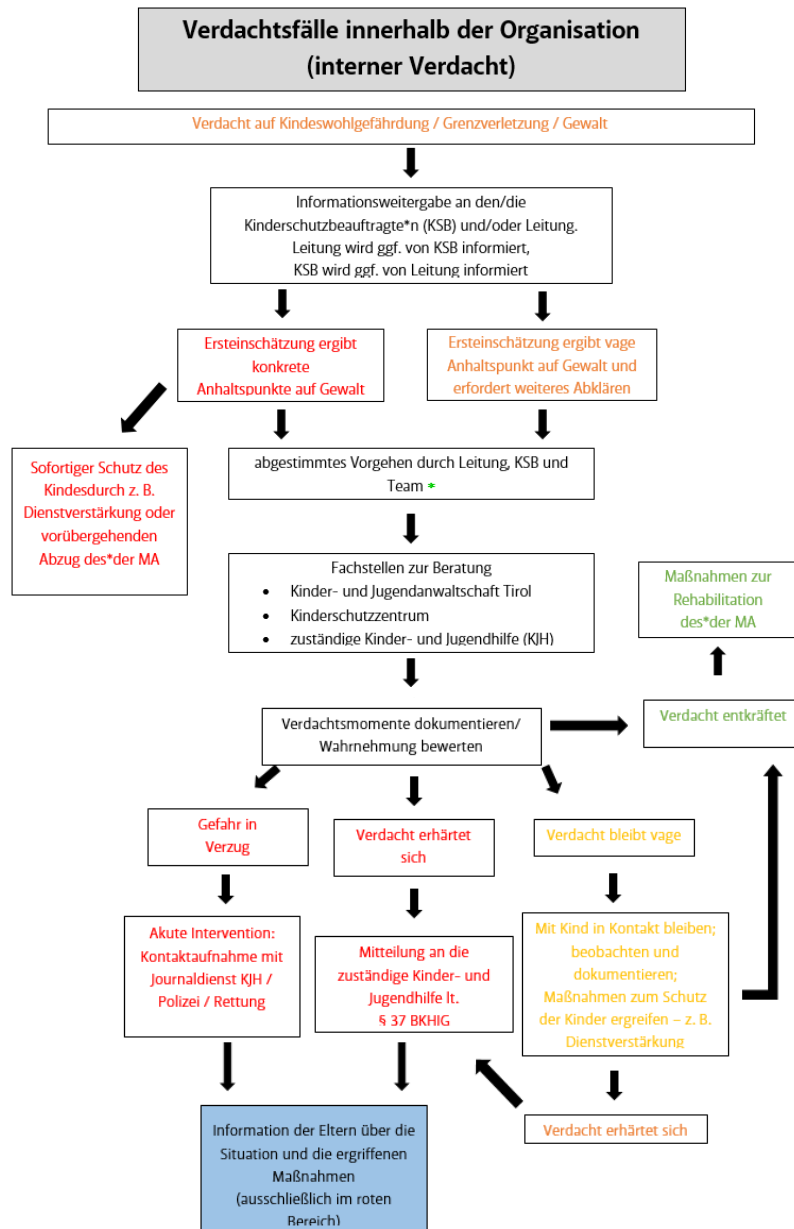 Verdachtsfälle innerhalb der Organisation
(interner Verdacht)
Verdacht auf Kindeswohlgefährdung / Grenzverletzung / Gewalt
Informationsweitergabe an den/die
Kinderschutzbeauftragte*n (KSB) und/oder Leitung.
Leitung wird ggf. von KSB informiert,
KSB wird ggf. von Leitung informiert
Ersteinschätzung ergibt
konkrete
Anhaltspunkte auf Gewalt
Ersteinschätzung ergibt vage
Anhaltspunkt auf Gewalt und
erfordert weiteres Abklären
Sofortiger Schutz des
Kindesdurch z. B.
Dienstverstärkung oder
vorübergehenden
Abzug des*der MA
abgestimmtes Vorgehen durch Leitung, KSB und
Team *
Fachstellen zur Beratung
• Kinder- und Jugendanwaltschaft Tirol
• Kinderschutzzentrum
• zuständige Kinder- und Jugendhilfe (KJH)
Maßnahmen zur
Rehabilitation
des*der MA
Verdachtsmomente dokumentieren/
Wahrnehmung bewerten
Verdacht entkräftet
Gefahr in
Verzug
Verdacht erhärtet
sich
Verdacht bleibt vage
Akute Intervention:
Kontaktaufnahme mit
Journaldienst KJH /
Polizei / Rettung
Mitteilung an die
zuständige Kinder- und
Jugendhilfe lt.
§ 37 BKHIG
Mit Kind in Kontakt bleiben;
beobachten und
dokumentieren;
Maßnahmen zum Schutz
der Kinder ergreifen – z. B.
Dienstverstärkung
Verdacht erhärtet sich
Information der Eltern über die
Situation und die ergriffenen
Maßnahmen
(ausschließlich im roten
Bereich)